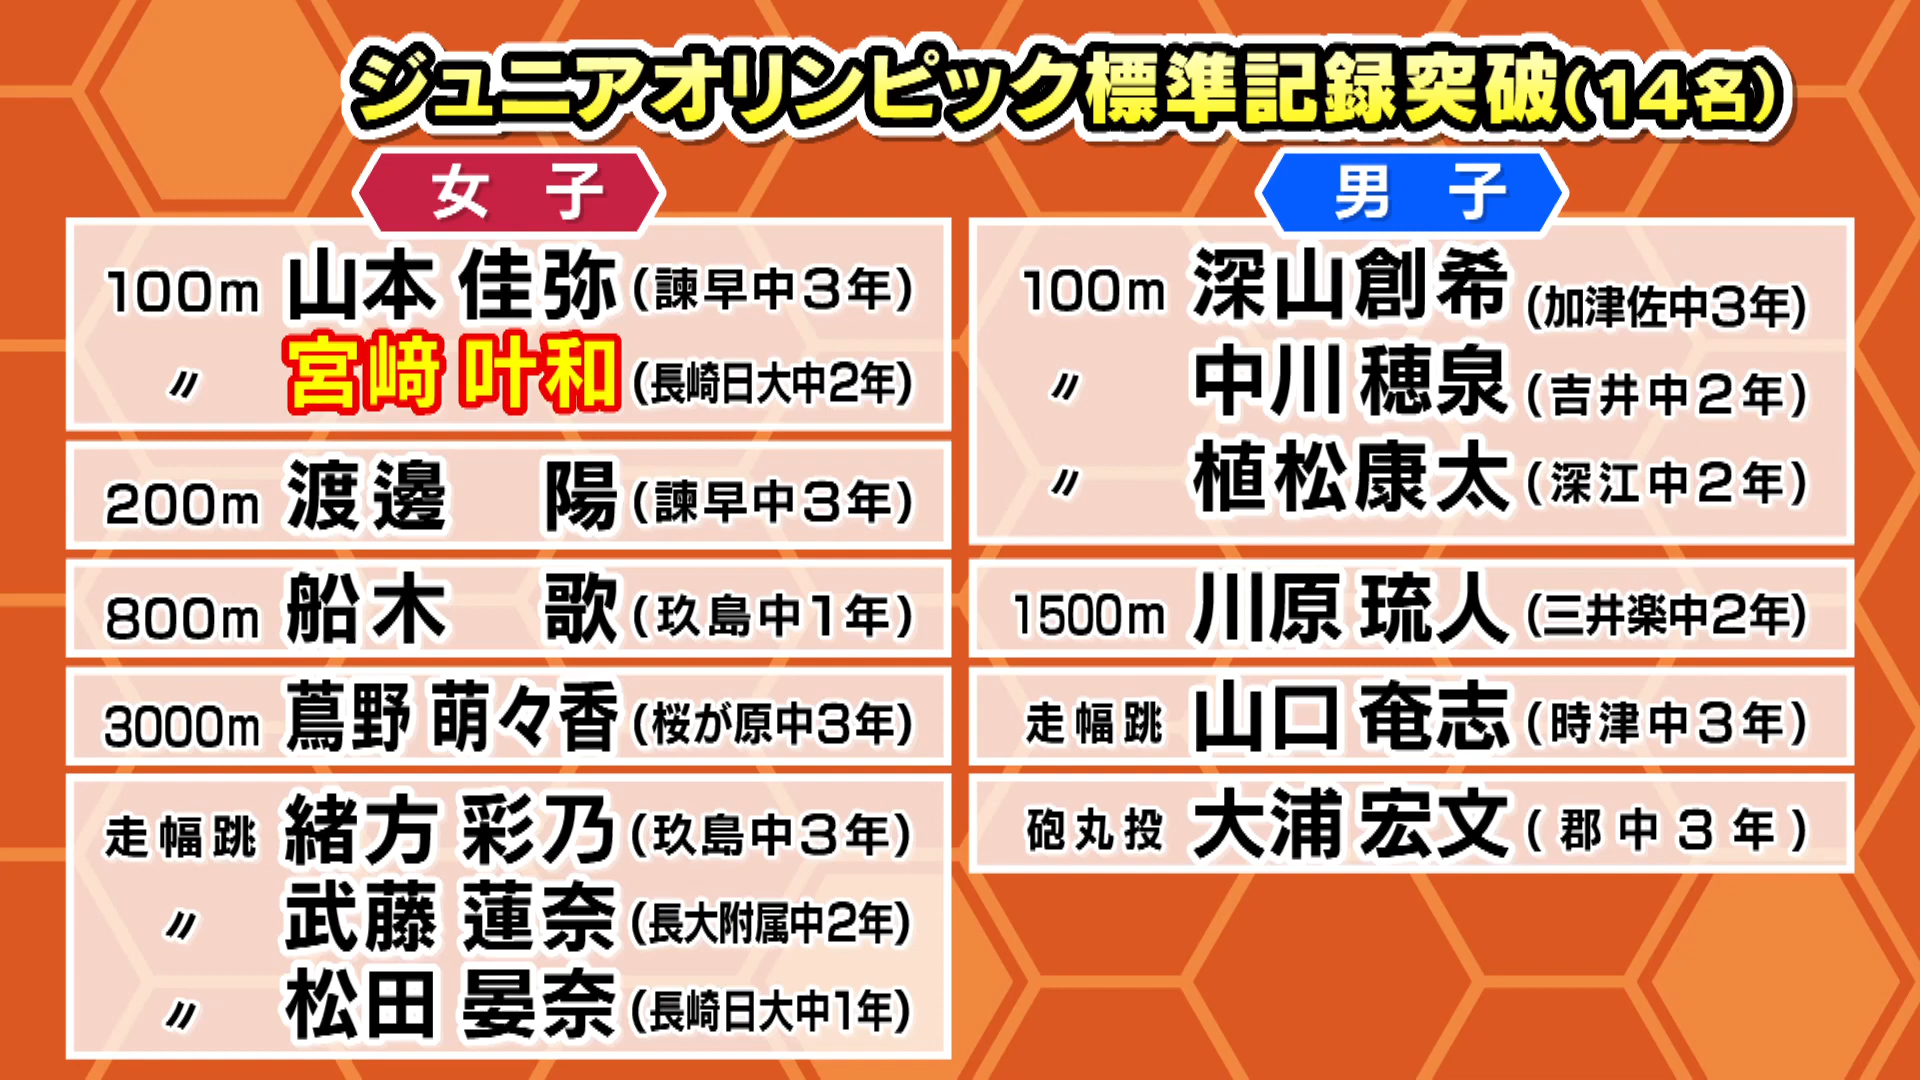 ジュニアオリンピック標準記録突破(14名)
女 子
100m 山本 佳弥 (諫早中3年)
〃 宮﨑 叶和 (長崎日大中2年)
200m 渡邊 陽 (諫早中3年)
800m 船木 歌 (玖島中1年)
3000m 蔦野 萌々香 (桜が原中3年)
走幅跳 緒方 彩乃 (玖島中3年)
〃 武藤 蓮奈 (長大附属中2年)
〃 松田 晏奈 (長崎日大中1年)
男 子
100m 深山創希 (加津佐中3年)
〃 中川 穂泉 (吉井中2年)
〃 植松康太 (深江中2年)
1500m 川原 琉人 (三井楽中2年)
走幅跳 山口 奄志 (時津中3年)
砲丸投 大浦 宏文 (郡中3年)